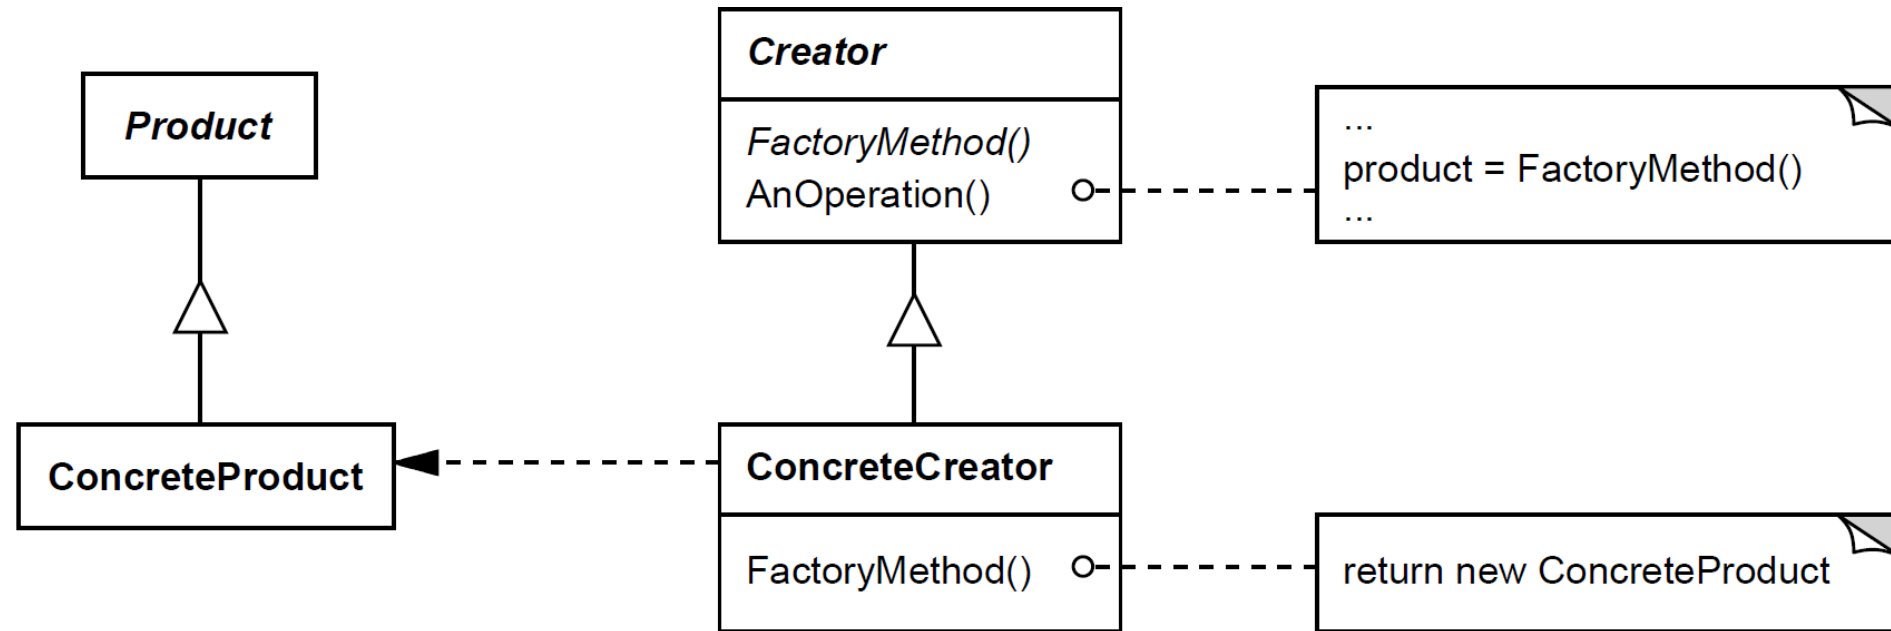 Product
ConcreteProduct
Creator
FactoryMethod()
AnOperation()
...
product = FactoryMethod()
...
ConcreteCreator
FactoryMethod()
return new ConcreteProduct